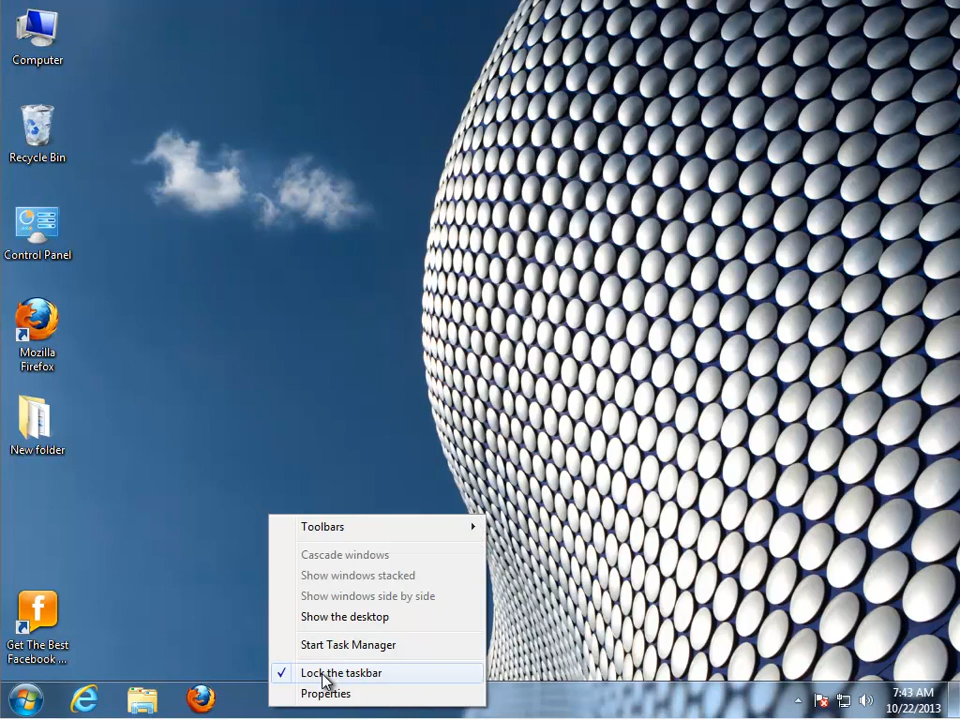 Computer
Recycle Bin
Control Panel
Mozilla
Firefox
New folder
Get The Best
Facebook ...
Toolbars
Cascade windows
Show windows stacked
Show windows side by side
Show the desktop
Start Task Manager
Lock the taskbar
Properties
7:43 AM
10/22/2013